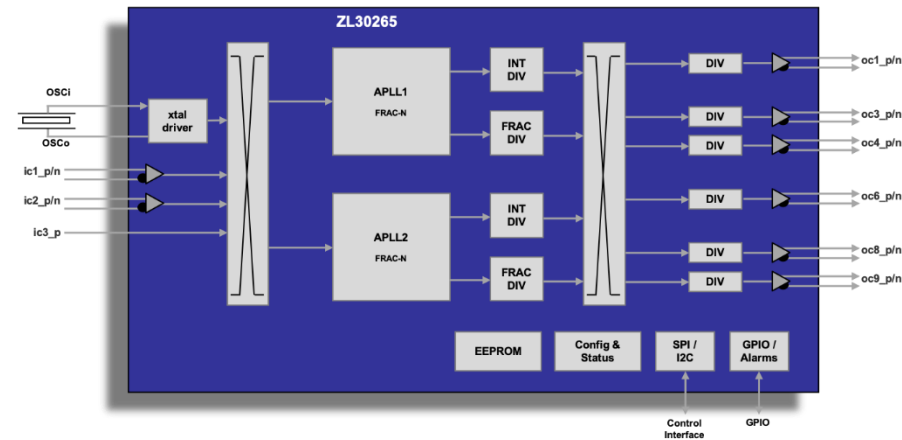 ZL30265
OSCi
OSCo
xtal
driver
ic1_p/n
ic2_p/n
ic3_p
APLL1
FRAC-N
INT
DIV
FRAC
DIV
APLL2
FRAC-N
INT
DIV
FRAC
DIV
DIV
oc1_p/n
DIV
oc3_p/n
DIV
oc4_p/n
DIV
oc6_p/n
DIV
oc8_p/n
DIV
oc9_p/n
EEPROM
Config &
Status
SPI /
I2C
GPIO /
Alarms
Control
Interface
GPIO